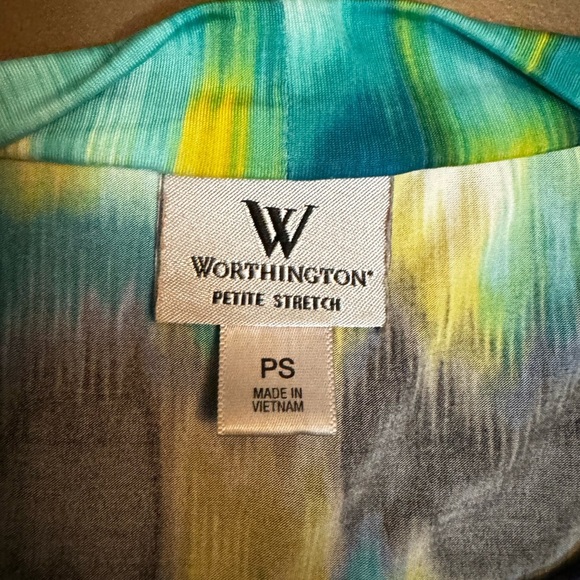 W
WORTHINGTON®
PETITE STRETCH
PS
MADE IN
VIETNAM